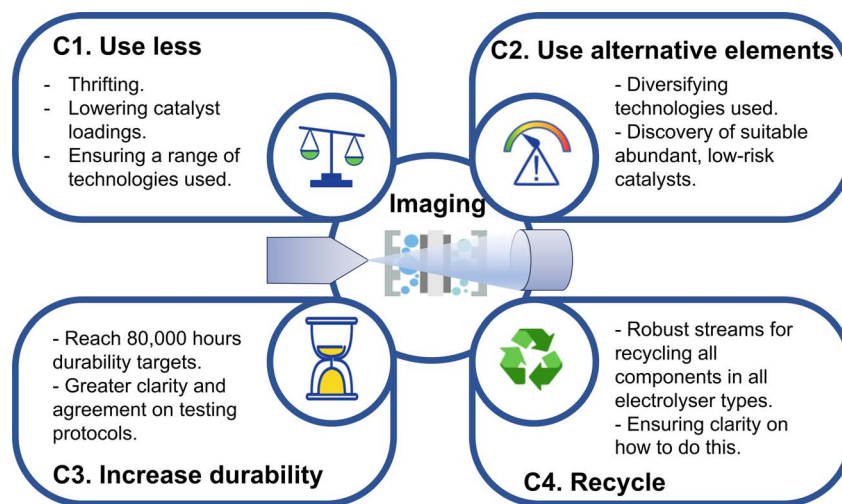 C1. Use less
- Thrifting.
- Lowering catalyst
loadings.
- Ensuring a range of
technologies used.
C2. Use alternative elements
- Diversifying
technologies used.
- Discovery of suitable
abundant, low-risk
catalysts.
Imaging
- Reach 80,000 hours
durability targets.
- Greater clarity and
agreement on testing
protocols.
C3. Increase durability
- Robust streams for
recycling all
components in all
electrolyser types.
- Ensuring clarity on
how to do this.
C4. Recycle